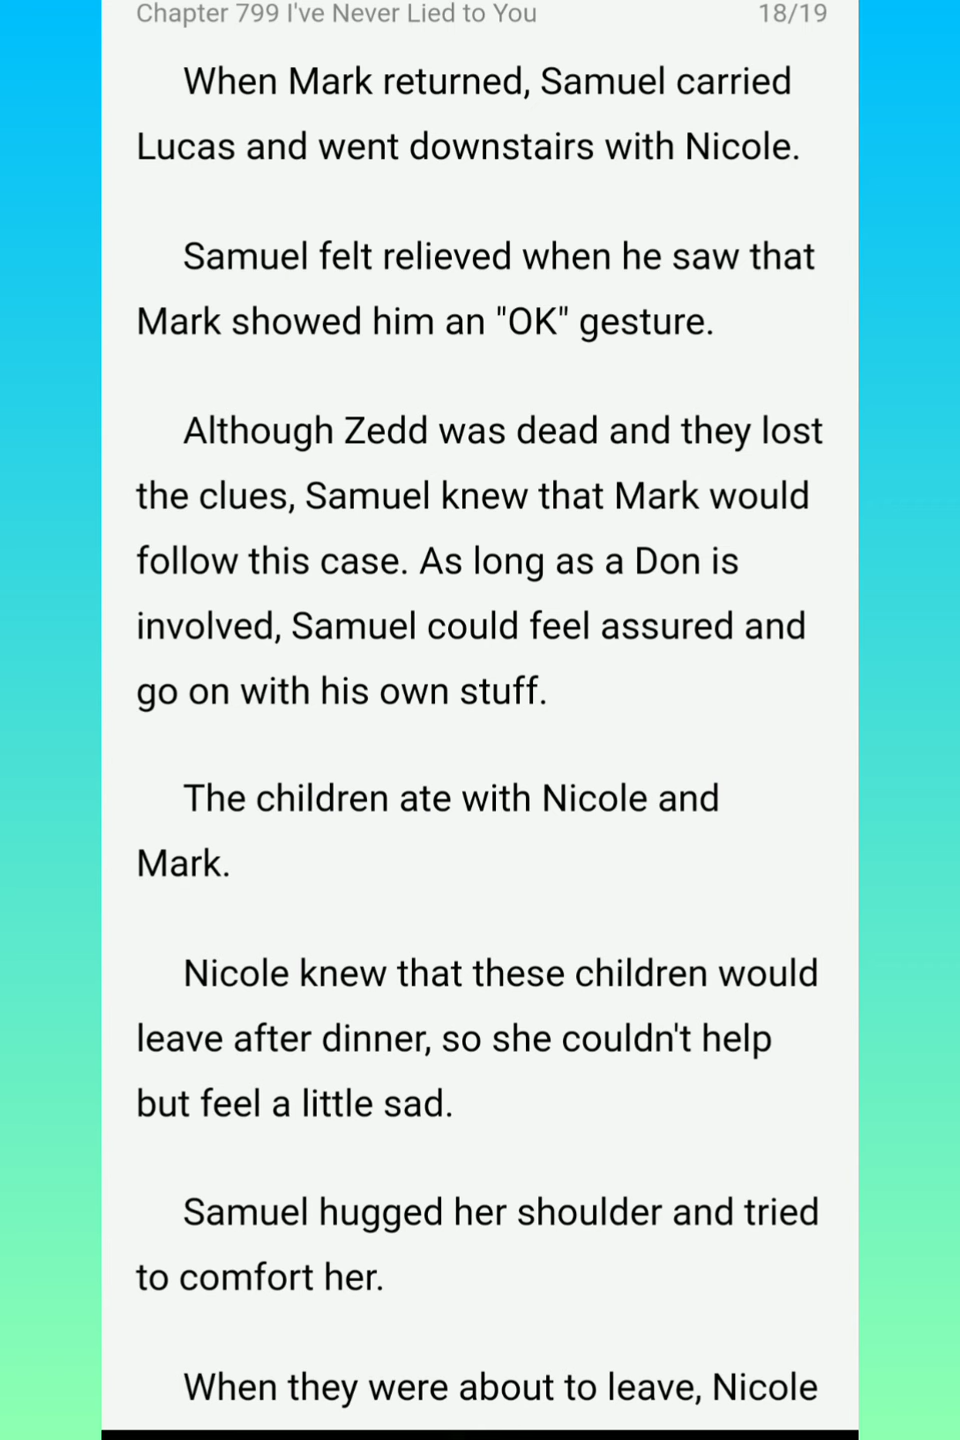 Chapter 799 I've Never Lied to You 18/19
When Mark returned, Samuel carried
Lucas and went downstairs with Nicole.
Samuel felt relieved when he saw that
Mark showed him an "OK" gesture.
Although Zedd was dead and they lost
the clues, Samuel knew that Mark would
follow this case. As long as a Don is
involved, Samuel could feel assured and
go on with his own stuff.
The children ate with Nicole and
Mark.
Nicole knew that these children would
leave after dinner, so she couldn't help
but feel a little sad.
Samuel hugged her shoulder and tried
to comfort her.
When they were about to leave, Nicole